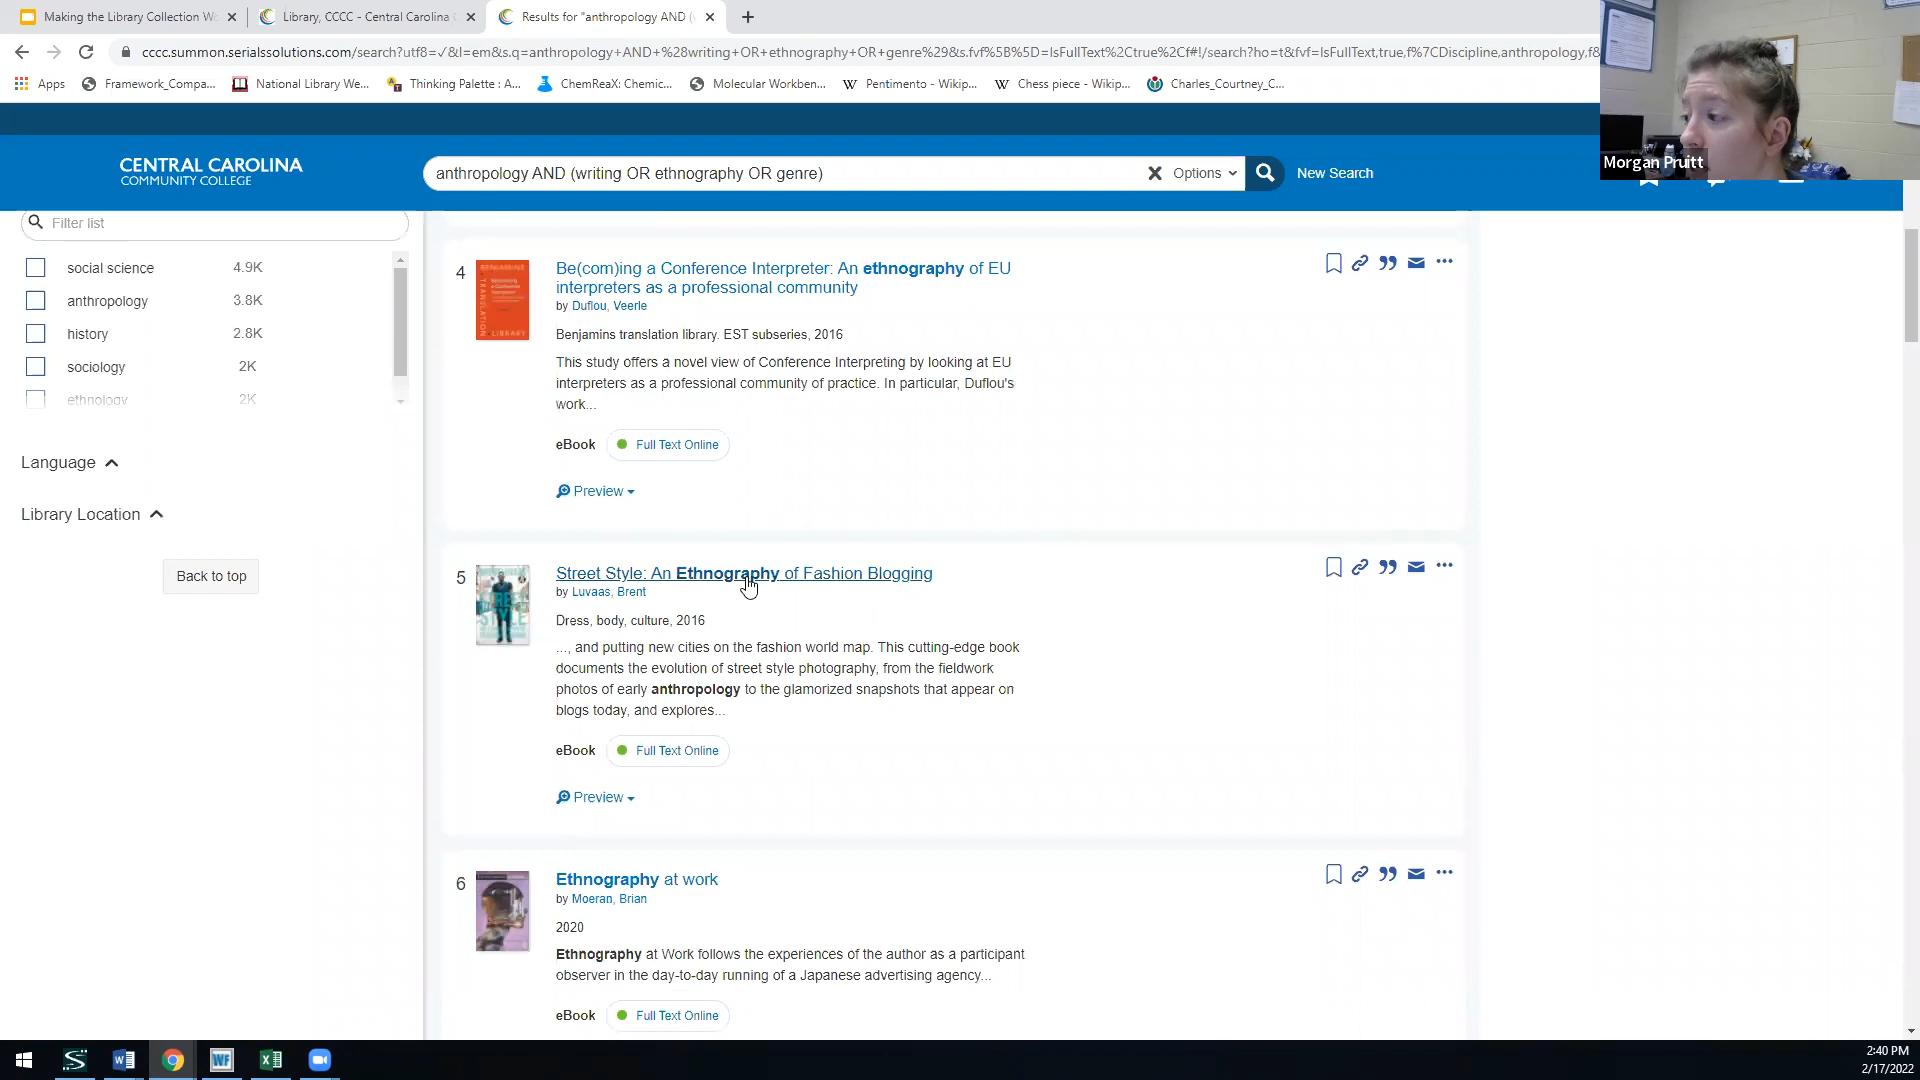 Making the Library Collection Wo
Library, CCCC - Central Carolina
Results for "anthropology AND (
cccc.summon.serialssolutions.com/search?utf8=✓&l=em&s.q=anthropology+AND+%28writing+OR+ethnography+OR+genre%29&s.fvf%5B%5D=IsFullText%2Ctrue%2Cf#!/search?ho=t&fvf=IsFullText,true,f%7CDiscipline,anthropology,f&
Apps
Framework_Compa...
National Library We...
Thinking Palette : A...
ChemReaX: Chemic...
Molecular Workben...
Pentimento - Wikip...
Chess piece - Wikip...
Charles_Courtney_C...
Morgan Pruitt
CENTRAL CAROLINA
COMMUNITY COLLEGE
anthropology AND (writing OR ethnography OR genre)
Options
New Search
Filter list
social science 4.9K
anthropology 3.8K
history 2.8K
sociology 2K
ethnology 2K
Language
Library Location
Back to top
4
Be(com)ing a Conference Interpreter: An ethnography of EU
interpreters as a professional community
by Duflou, Veerle
Benjamins translation library. EST subseries, 2016
This study offers a novel view of Conference Interpreting by looking at EU
interpreters as a professional community of practice. In particular, Duflou's
work...
eBook Full Text Online
Preview
5
Street Style: An Ethnography of Fashion Blogging
by Luvaas, Brent
Dress, body, culture, 2016
..., and putting new cities on the fashion world map. This cutting-edge book
documents the evolution of street style photography, from the fieldwork
photos of early anthropology to the glamorized snapshots that appear on
blogs today, and explores...
eBook Full Text Online
Preview
6
Ethnography at work
by Moeran, Brian
2020
Ethnography at Work follows the experiences of the author as a participant
observer in the day-to-day running of a Japanese advertising agency...
eBook Full Text Online
2:40 PM
2/17/2022